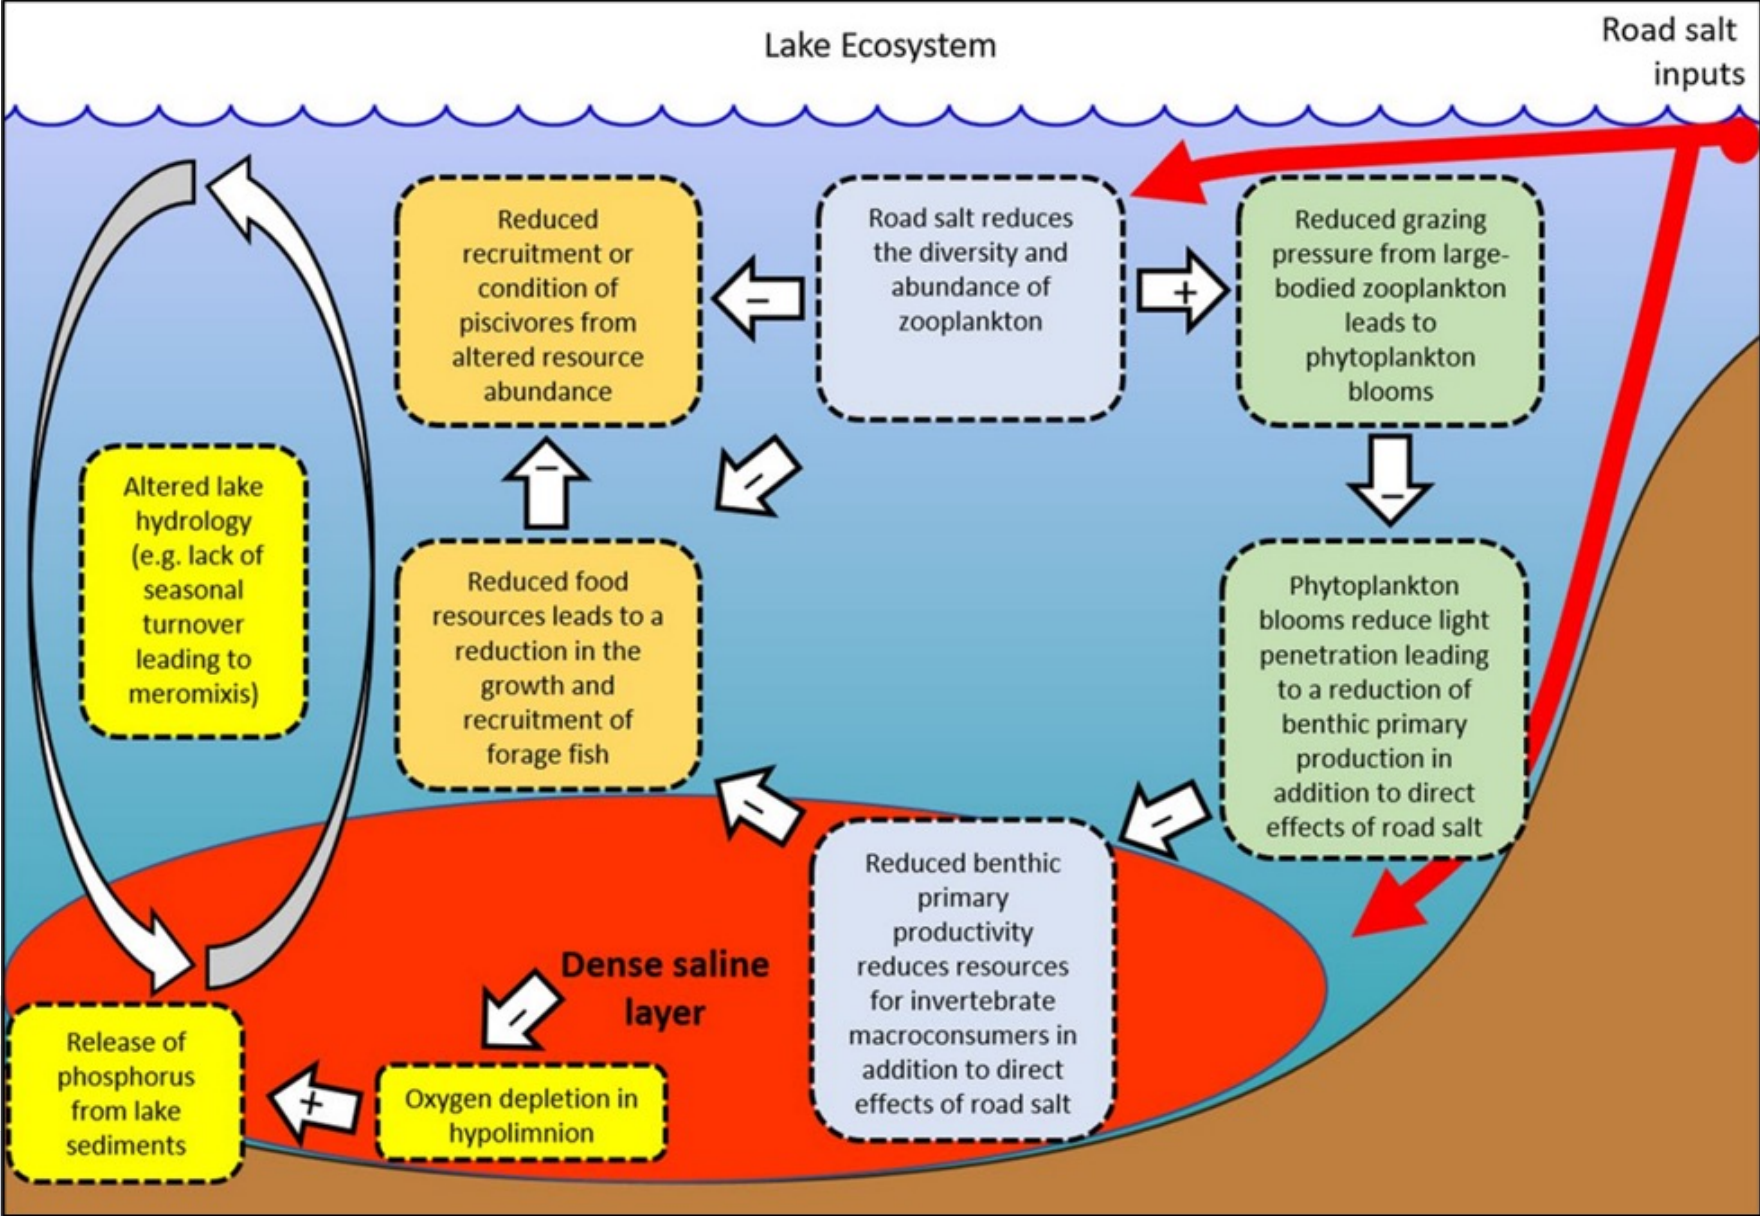 Lake Ecosystem
Road salt
inputs
Reduced
recruitment or
condition of
piscivores from
altered resource
abundance
−
Road salt reduces
the diversity and
abundance of
zooplankton
+
Reduced grazing
pressure from large-
bodied zooplankton
leads to
phytoplankton
blooms
−
−
−
Altered lake
hydrology
(e.g. lack of
seasonal
turnover
leading to
meromixis)
Reduced food
resources leads to a
reduction in the
growth and
recruitment of
forage fish
Phytoplankton
blooms reduce light
penetration leading
to a reduction of
benthic primary
production in
addition to direct
effects of road salt
−
−
Reduced benthic
primary
productivity
reduces resources
for invertebrate
macroconsumers in
addition to direct
effects of road salt
Dense saline
layer
−
Release of
phosphorus
from lake
sediments
+
Oxygen depletion in
hypolimnion